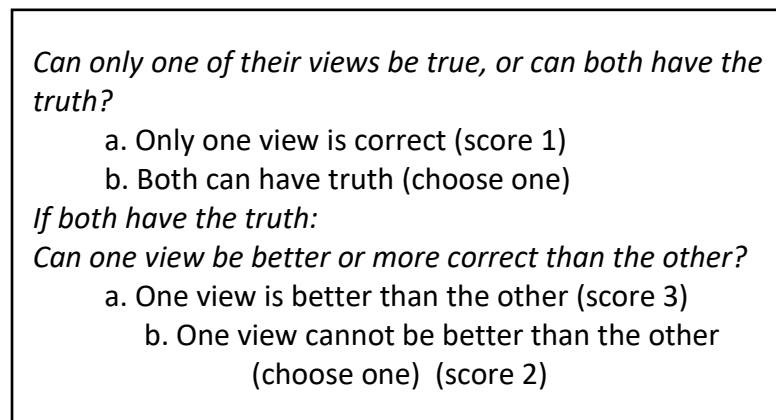 Can only one of their views be true, or can both have the
truth?
a. Only one view is correct (score 1)
b. Both can have truth (choose one)
If both have the truth:
Can one view be better or more correct than the other?
a. One view is better than the other (score 3)
b. One view cannot be better than the other
(choose one)  (score 2)